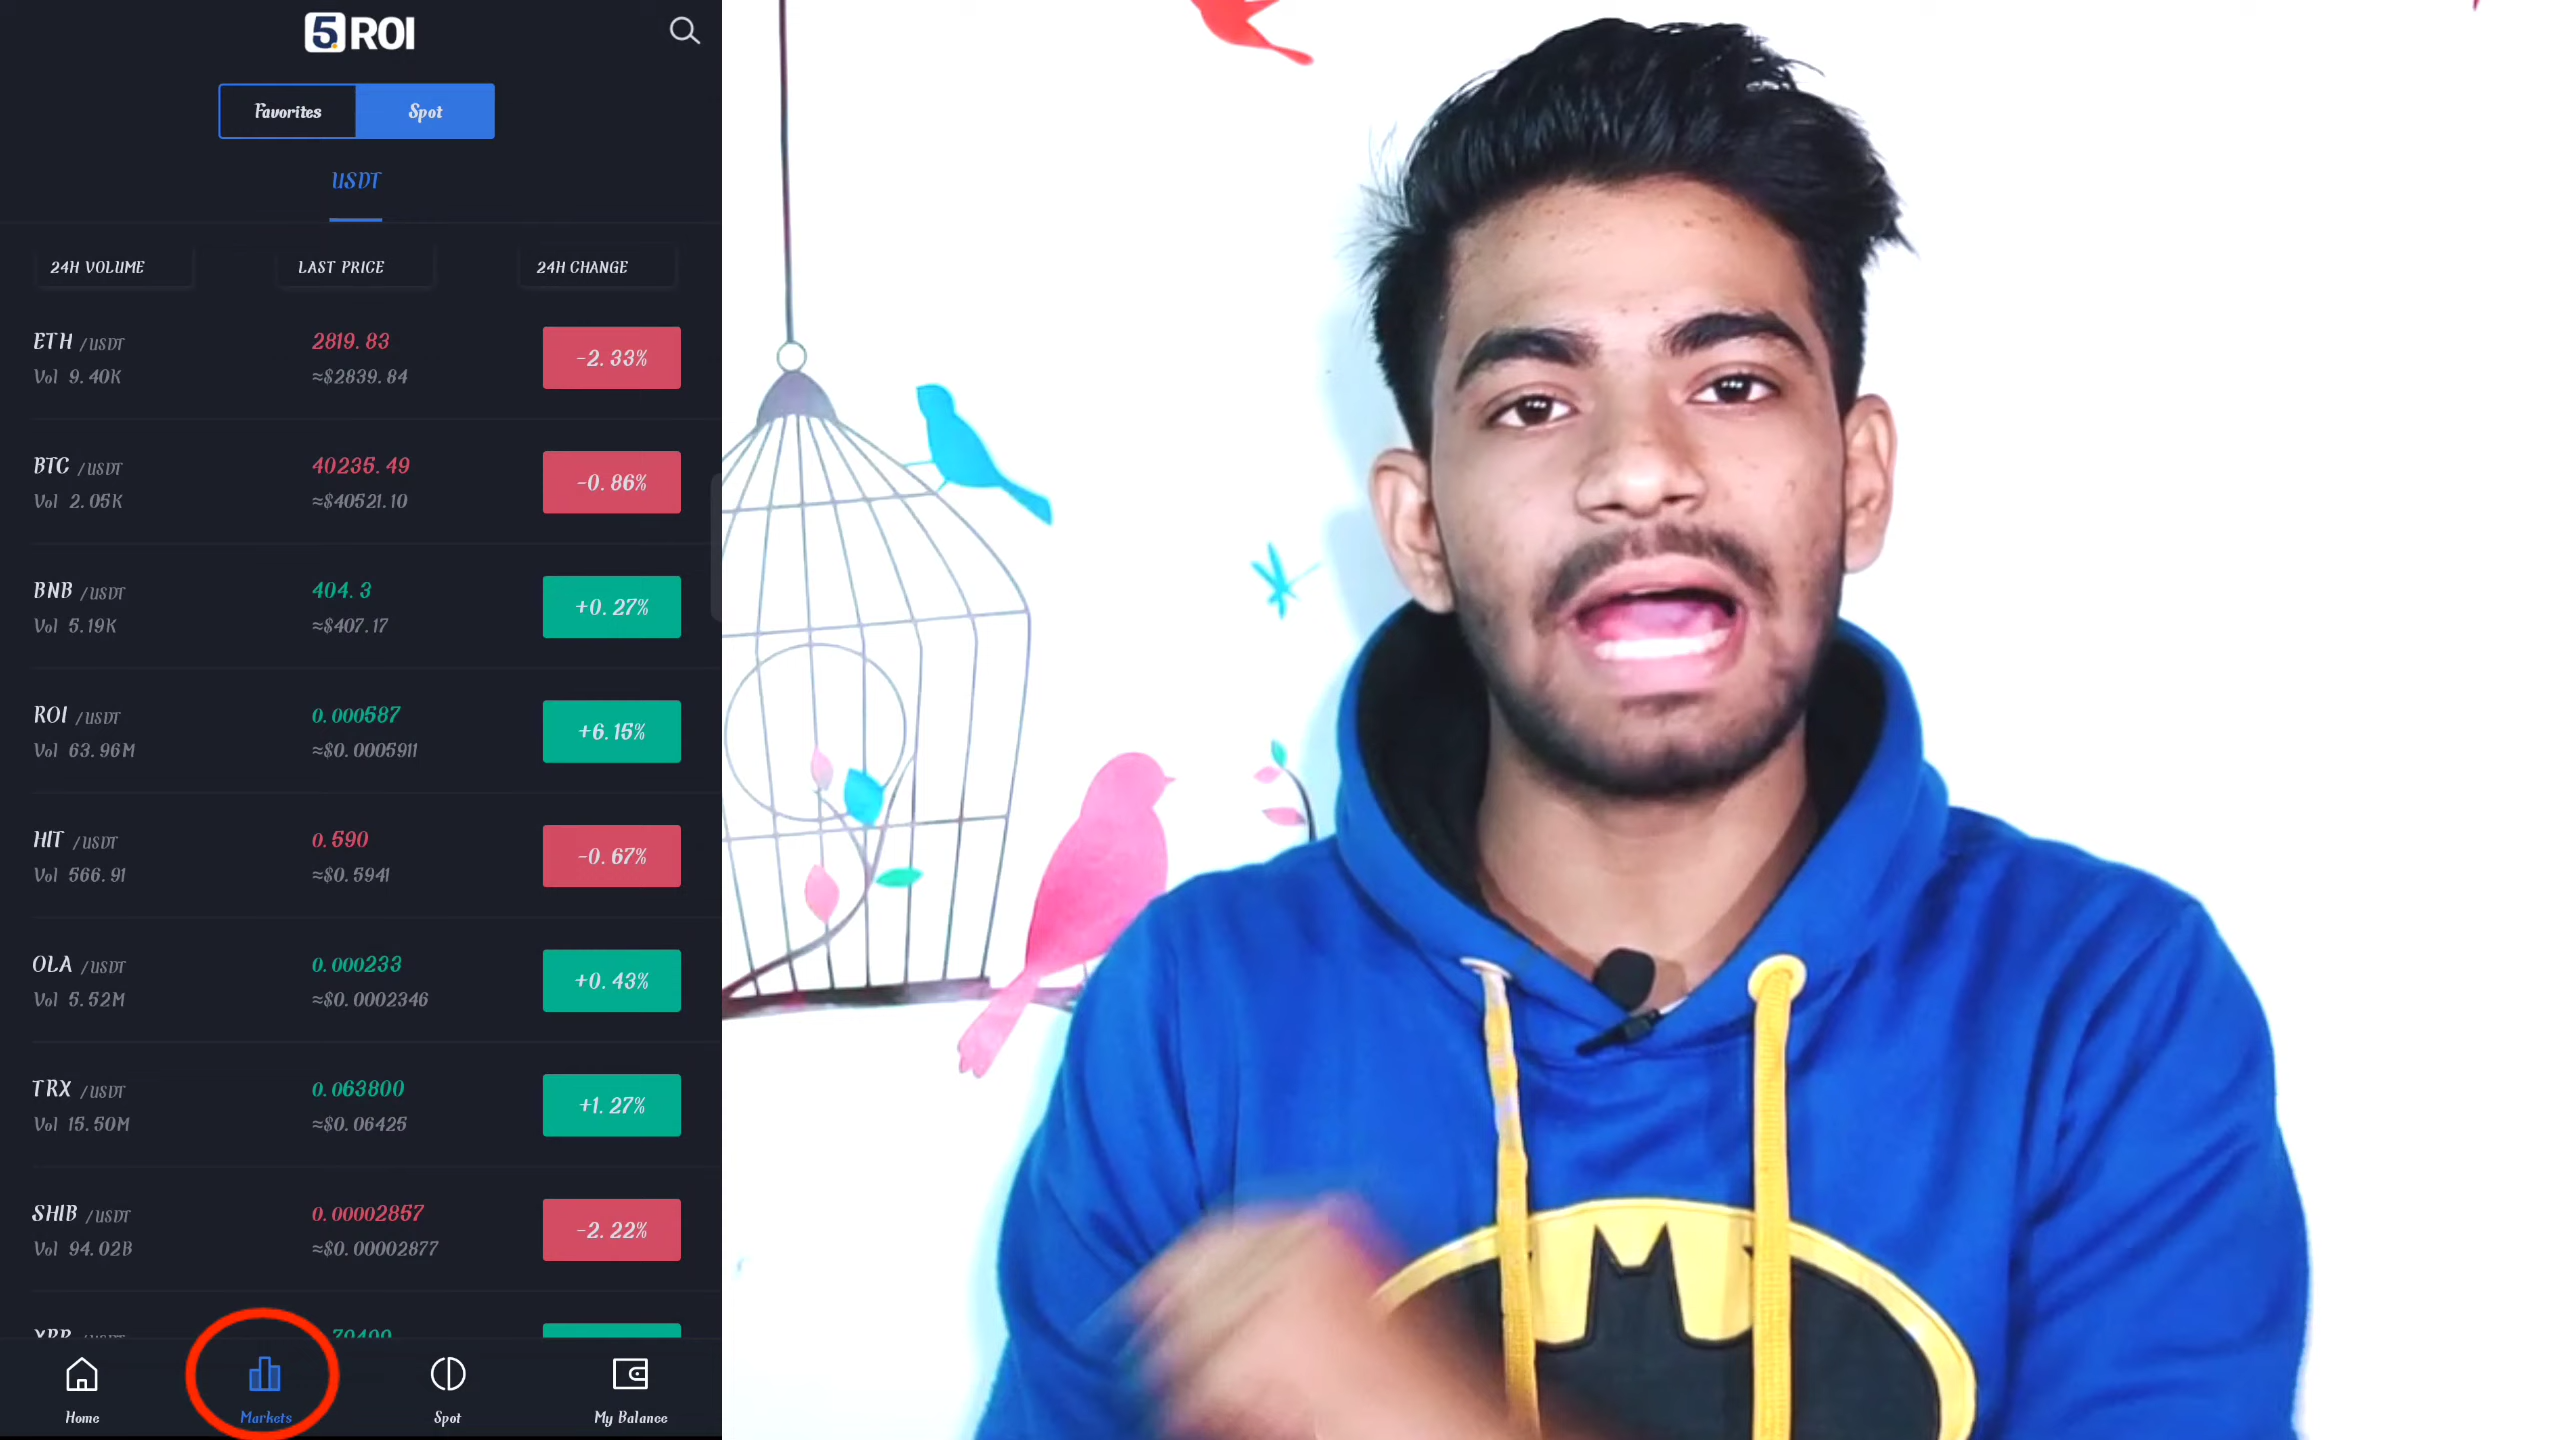 5 ROI
Favorites Spot
USDT
24H VOLUME LAST PRICE 24H CHANGE
ETH /USDT 2819.83 -2.33%
Vol 9.40K ≈$2839.84
BTC /USDT 40235.49 -0.86%
Vol 2.05K ≈$40521.10
BNB /USDT 404.3 +0.27%
Vol 5.19K ≈$407.17
ROI /USDT 0.000587 +6.15%
Vol 63.96M ≈$0.0005911
HIT /USDT 0.590 -0.67%
Vol 566.91 ≈$0.5941
OLA /USDT 0.000233 +0.43%
Vol 5.52M ≈$0.0002346
TRX /USDT 0.063800 +1.27%
Vol 15.50M ≈$0.06425
SHIB /USDT 0.00002857 -2.22%
Vol 94.02B ≈$0.00002877
Home Markets Spot My Balance